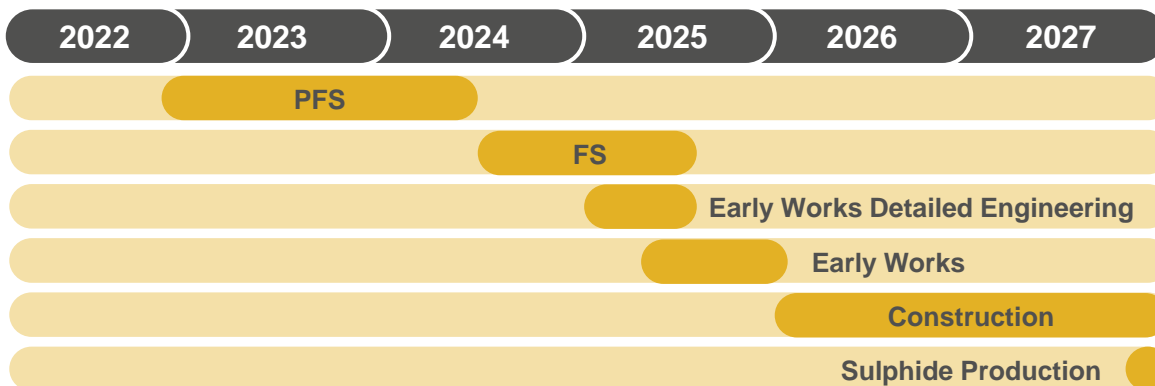 2022 2023 2024 2025 2026 2027
PFS
FS
Early Works Detailed Engineering
Early Works
Construction
Sulphide Production